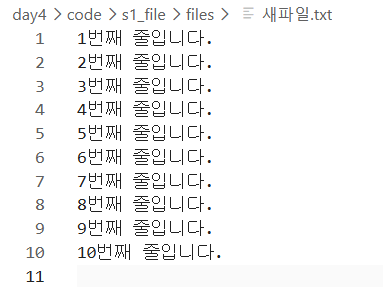 day4 > code > s1_file > files > 새파일.txt
1 1번째 줄입니다.
2 2번째 줄입니다.
3 3번째 줄입니다.
4 4번째 줄입니다.
5 5번째 줄입니다.
6 6번째 줄입니다.
7 7번째 줄입니다.
8 8번째 줄입니다.
9 9번째 줄입니다.
10 10번째 줄입니다.
11